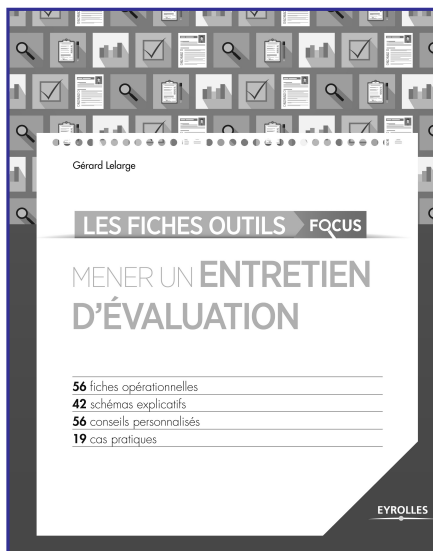 Gérard Lelarge
LES FICHES OUTILS FOCUS
MENER UN ENTRETIEN
D'ÉVALUATION
56 fiches opérationnelles
42 schémas explicatifs
56 conseils personnalisés
19 cas pratiques
EYROLLES